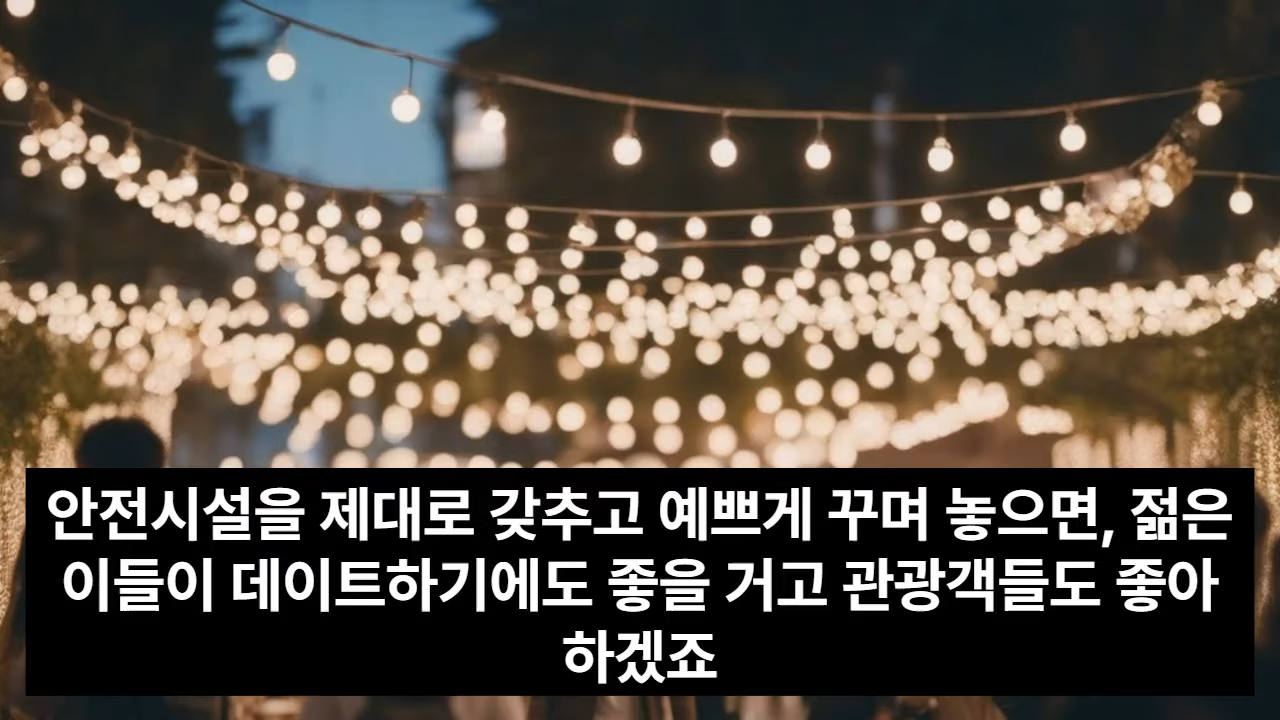 안전시설을 제대로 갖추고 예쁘게 꾸며 놓으면, 젊은
이들이 데이트하기에도 좋을 거고 관광객들도 좋아
하겠죠